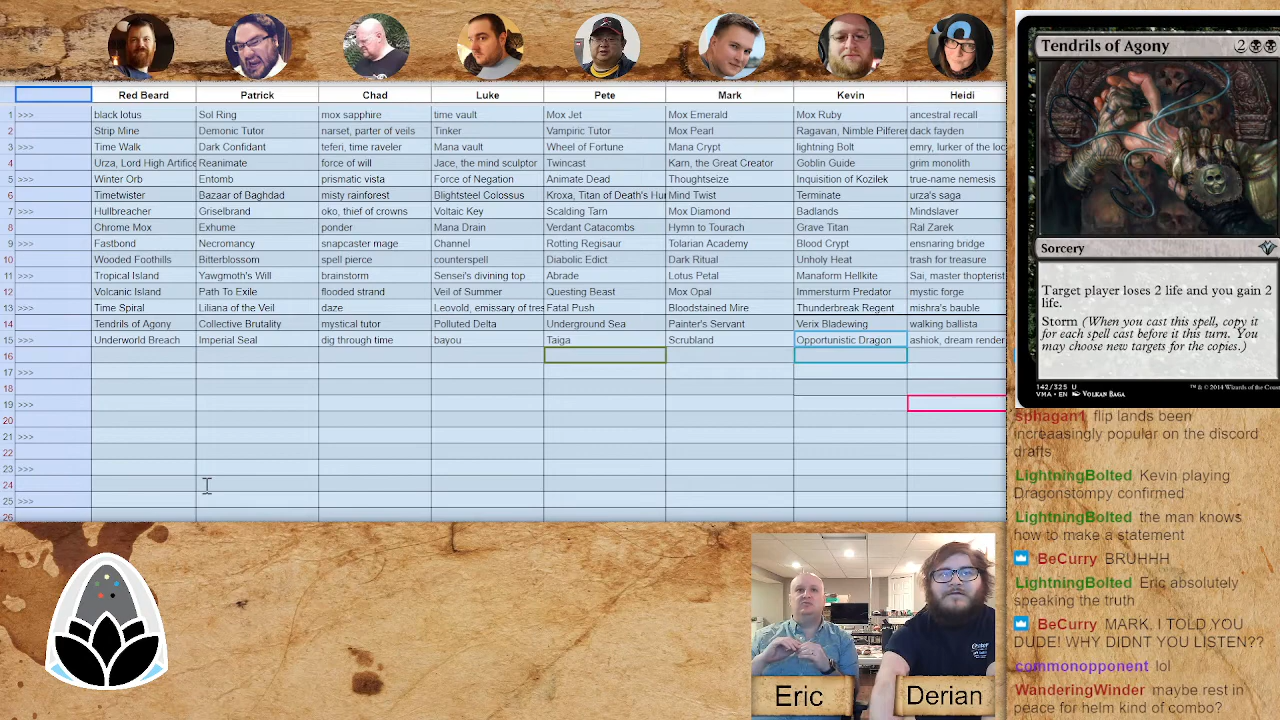 Red Beard Patrick Chad Luke Pete Mark Kevin Heidi
1 >>> black lotus Sol Ring mox sapphire time vault Mox Jet Mox Emerald Mox Ruby ancestral recall
2 Strip Mine Demonic Tutor narset, parter of veils Tinker Vampiric Tutor Mox Pearl Ragavan, Nimble Pilferer dack fayden
3 >>> Time Walk Dark Confidant teferi, time raveler Mana vault Wheel of Fortune Mana Crypt lightning Bolt emry, lurker of the loc
4 Urza, Lord High Artifice Reanimate force of will Jace, the mind sculptor Twincast Karn, the Great Creator Goblin Guide grim monolith
5 >>> Winter Orb Entomb prismatic vista Force of Negation Animate Dead Thoughtseize Inquisition of Kozilek true-name nemesis
6 Timetwister Bazaar of Baghdad misty rainforest Blightsteel Colossus Kroxa, Titan of Death's Hu Mind Twist Terminate urza's saga
7 >>> Hullbreacher Griselbrand oko, thief of crowns Voltaic Key Scalding Tarn Mox Diamond Badlands Mindslaver
8 Chrome Mox Exhume ponder Mana Drain Verdant Catacombs Hymn to Tourach Grave Titan Ral Zarek
9 >>> Fastbond Necromancy snapcaster mage Channel Rotting Regisaur Tolarian Academy Blood Crypt ensnaring bridge
10 Wooded Foothills Bitterblossom spell pierce counterspell Diabolic Edict Dark Ritual Unholy Heat trash for treasure
11 >>> Tropical Island Yawgmoth's Will brainstorm Sensei's divining top Abrade Lotus Petal Manaform Hellkite Sai, master thopterist
12 Volcanic Island Path To Exile flooded strand Veil of Summer Questing Beast Mox Opal Immersturm Predator mystic forge
13 >>> Time Spiral Liliana of the Veil daze Leovold, emissary of tres Fatal Push Bloodstained Mire Thunderbreak Regent mishra's bauble
14 Tendrils of Agony Collective Brutality mystical tutor Polluted Delta Underground Sea Painter's Servant Verix Bladewing walking ballista
15 >>> Underworld Breach Imperial Seal dig through time bayou Taiga Scrubland Opportunistic Dragon ashiok, dream render
16
17 >>>
18
19 >>>
20
21 >>>
22
23 >>>
24
25 >>>
26
Tendrils of Agony 2
Sorcery
Target player loses 2 life and you gain 2
life.
Storm (When you cast this spell, copy it
for each spell cast before it this turn. You
may choose new targets for the copies.)
142/325 U
VMA • EN VOLKAN BAGA
™ & © 2014 Wizards of the Coast
sphagan1 flip lands been
increaasingly popular on the discord
drafts
LightningBolted Kevin playing
Dragonstompy confirmed
LightningBolted the man knows
how to make a statement
BeCurry BRUHHH
LightningBolted Eric absolutely
speaking the truth
BeCurry MARK, I TOLD YOU
DUDE! WHY DIDNT YOU LISTEN??
commonopponent lol
WanderingWinder maybe rest in
peace for helm kind of combo?
Eric
Derian